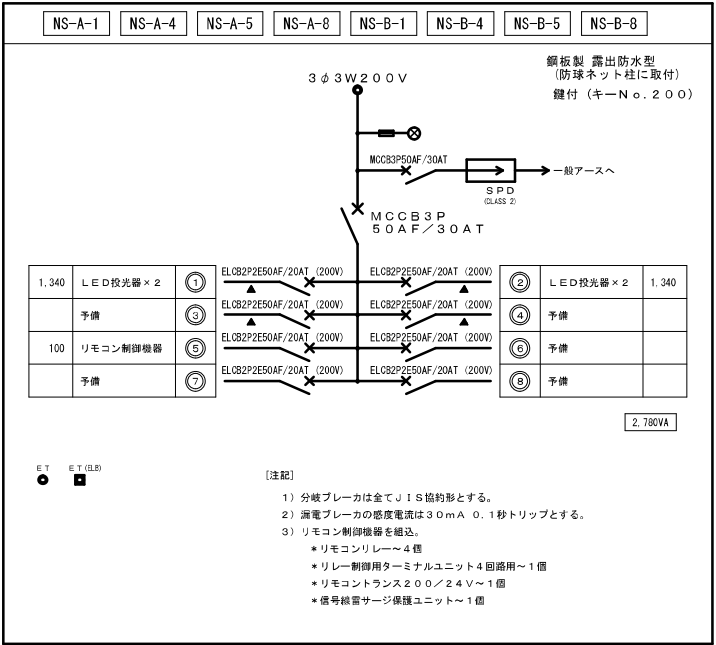 NS-A-1 NS-A-4 NS-A-5 NS-A-8 NS-B-1 NS-B-4 NS-B-5 NS-B-8
鋼板製 露出防水型
(防球ネット柱に取付)
鍵付 (キーNo.200)
3φ3W200V
MCCB3P50AF/30AT
一般アースへ
SPD
(CLASS 2)
MCCB3P
50AF/30AT
ELCB2P2E50AF/20AT (200V) ELCB2P2E50AF/20AT (200V)
1,340 LED投光器×2 ① ② LED投光器×2 1,340
ELCB2P2E50AF/20AT (200V) ELCB2P2E50AF/20AT (200V)
予備 ③ ④ 予備
ELCB2P2E50AF/20AT (200V) ELCB2P2E50AF/20AT (200V)
100 リモコン制御機器 ⑤ ⑥ 予備
ELCB2P2E50AF/20AT (200V) ELCB2P2E50AF/20AT (200V)
予備 ⑦ ⑧ 予備
2,780VA
ET ET(ELB)
[注記]
1) 分岐ブレーカは全てJIS協約形とする。
2) 漏電ブレーカの感度電流は30mA 0.1秒トリップとする。
3) リモコン制御機器を組込。
*リモコンリレー~4個
*リレー制御用ターミナルユニット4回路用~1個
*リモコントランス200/24V~1個
*信号線雷サージ保護ユニット~1個